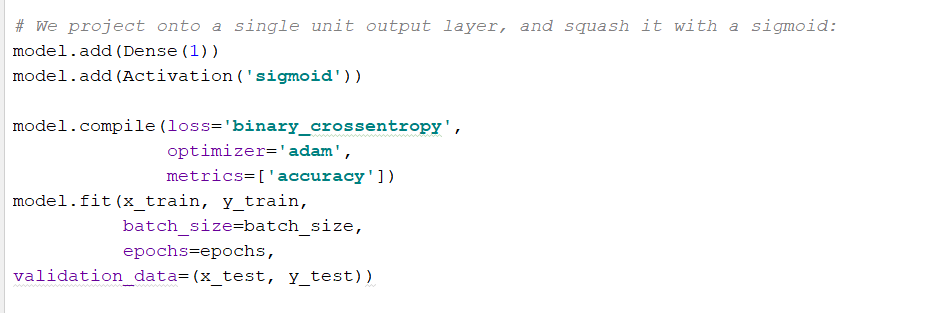 # We project onto a single unit output layer, and squash it with a sigmoid:
model.add(Dense(1))
model.add(Activation('sigmoid'))
model.compile(loss='binary_crossentropy',
optimizer='adam',
metrics=['accuracy'])
model.fit(x_train, y_train,
batch_size=batch_size,
epochs=epochs,
validation_data=(x_test, y_test))